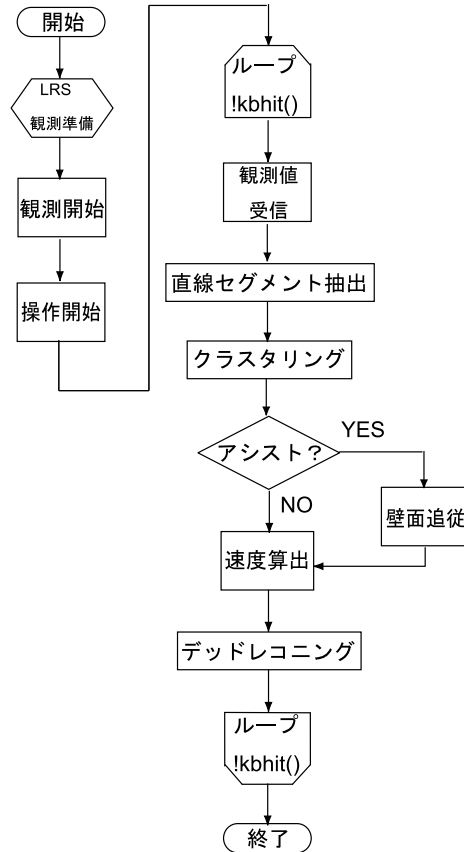 開始
LRS
観測準備
観測開始
操作開始
ループ
!kbhit()
観測値
受信
直線セグメント抽出
クラスタリング
アシスト？
YES
NO
壁面追従
速度算出
デッドレコニング
ループ
!kbhit()
終了